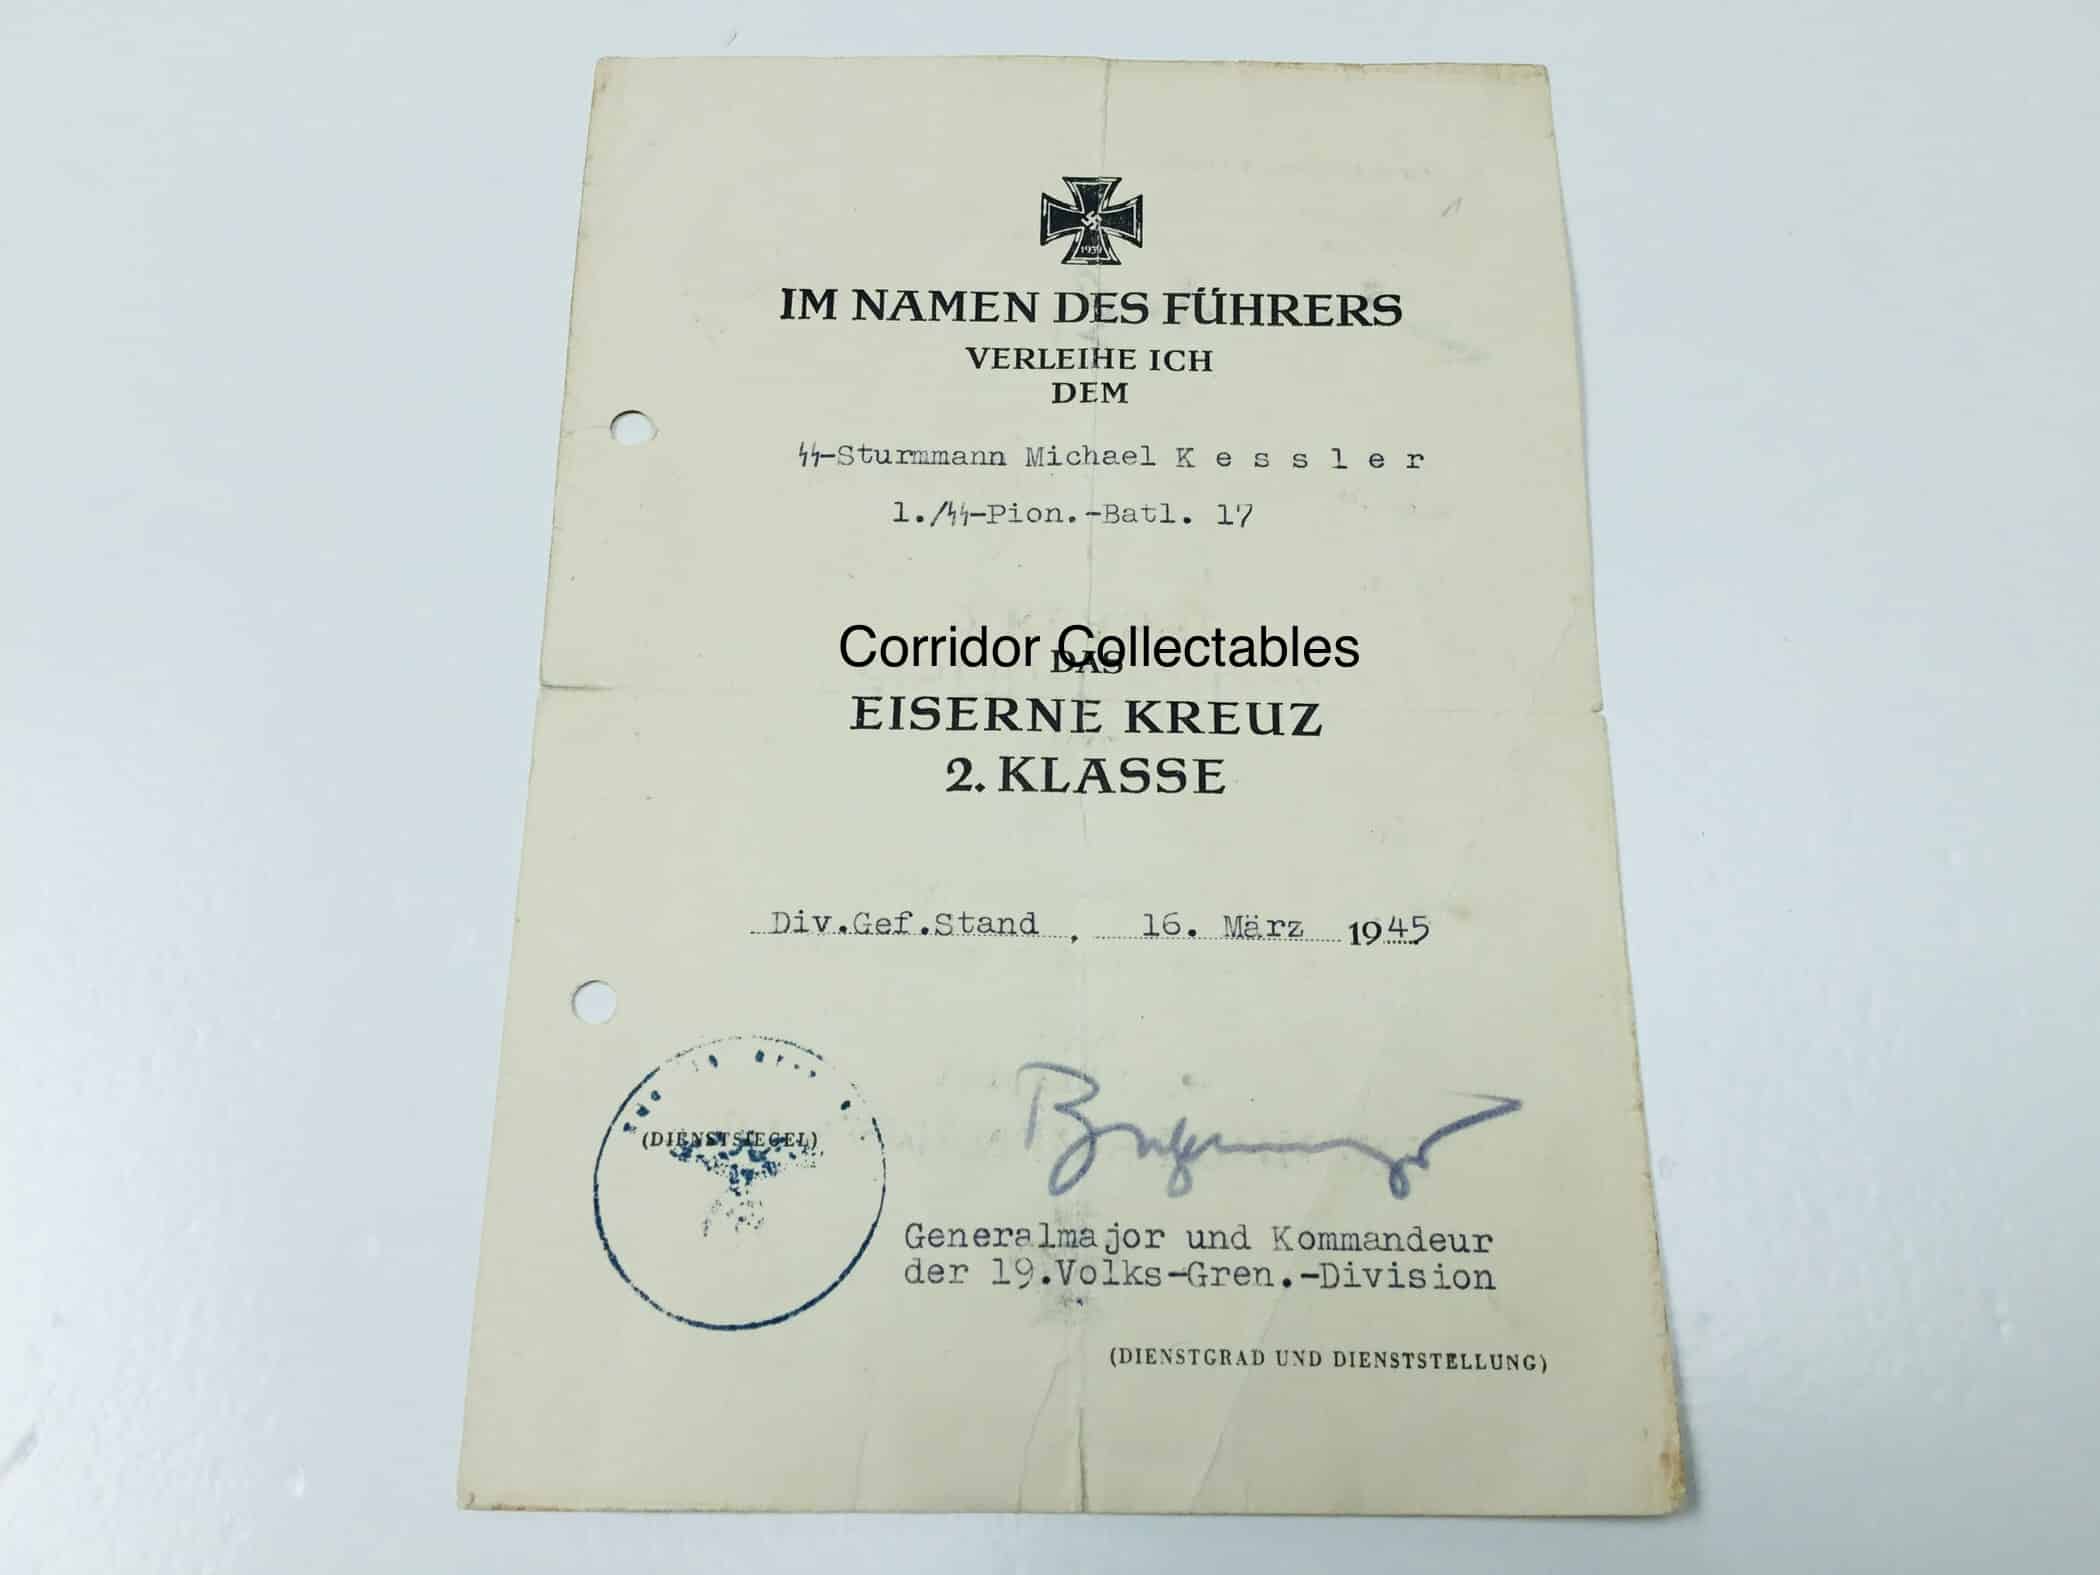 1939
IM NAMEN DES FÜHRERS
VERLEIHE ICH
DEM
ϟϟ-Sturmmann Michael K e s s l e r
1./ϟϟ-Pion.-Batl. 17
Corridor Collectables
DAS
EISERNE KREUZ
2. KLASSE
Div.Gef.Stand, 16. März 1945
(DIENSTSIEGEL)
Generalmajor und Kommandeur
der 19.Volks-Gren.-Division
(DIENSTGRAD UND DIENSTSTELLUNG)